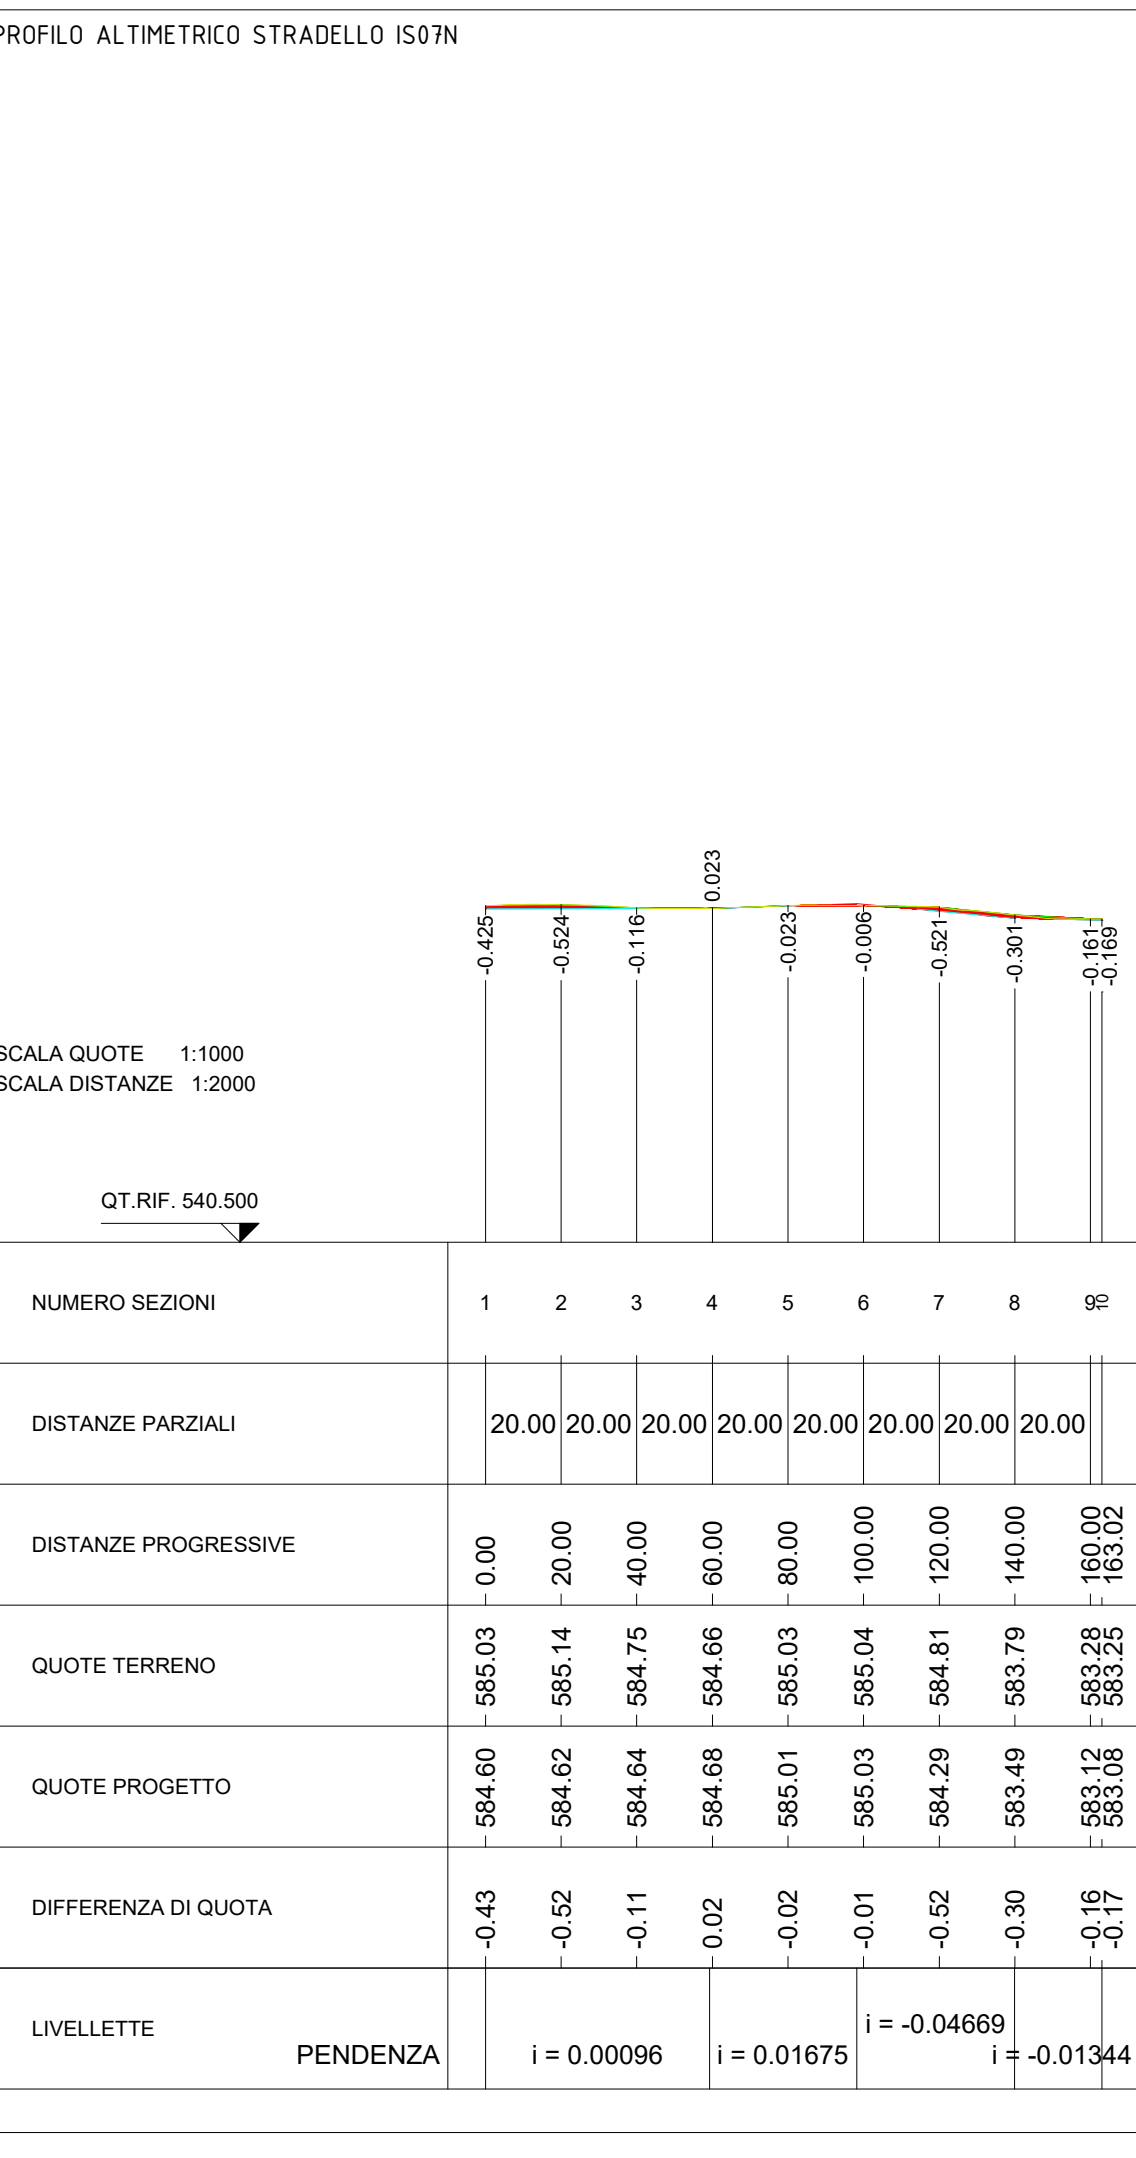 PROFILO ALTIMETRICO STRADELLO IS07N
0.023
-0.425 -0.524 -0.116 -0.023 -0.006 -0.521 -0.301 -0.161 -0.169
SCALA QUOTE 1:1000
SCALA DISTANZE 1:2000
QT.RIF. 540.500
NUMERO SEZIONI 1 2 3 4 5 6 7 8 9 10
DISTANZE PARZIALI 20.00 20.00 20.00 20.00 20.00 20.00 20.00 20.00
DISTANZE PROGRESSIVE 0.00 20.00 40.00 60.00 80.00 100.00 120.00 140.00 160.00 163.02
QUOTE TERRENO 585.03 585.14 584.75 584.66 585.03 585.04 584.81 583.79 583.28 583.25
QUOTE PROGETTO 584.60 584.62 584.64 584.68 585.01 585.03 584.29 583.49 583.12 583.08
DIFFERENZA DI QUOTA -0.43 -0.52 -0.11 0.02 -0.02 -0.01 -0.52 -0.30 -0.16 -0.17
LIVELLETTE i = -0.04669
PENDENZA i = 0.00096 i = 0.01675 i = -0.01344